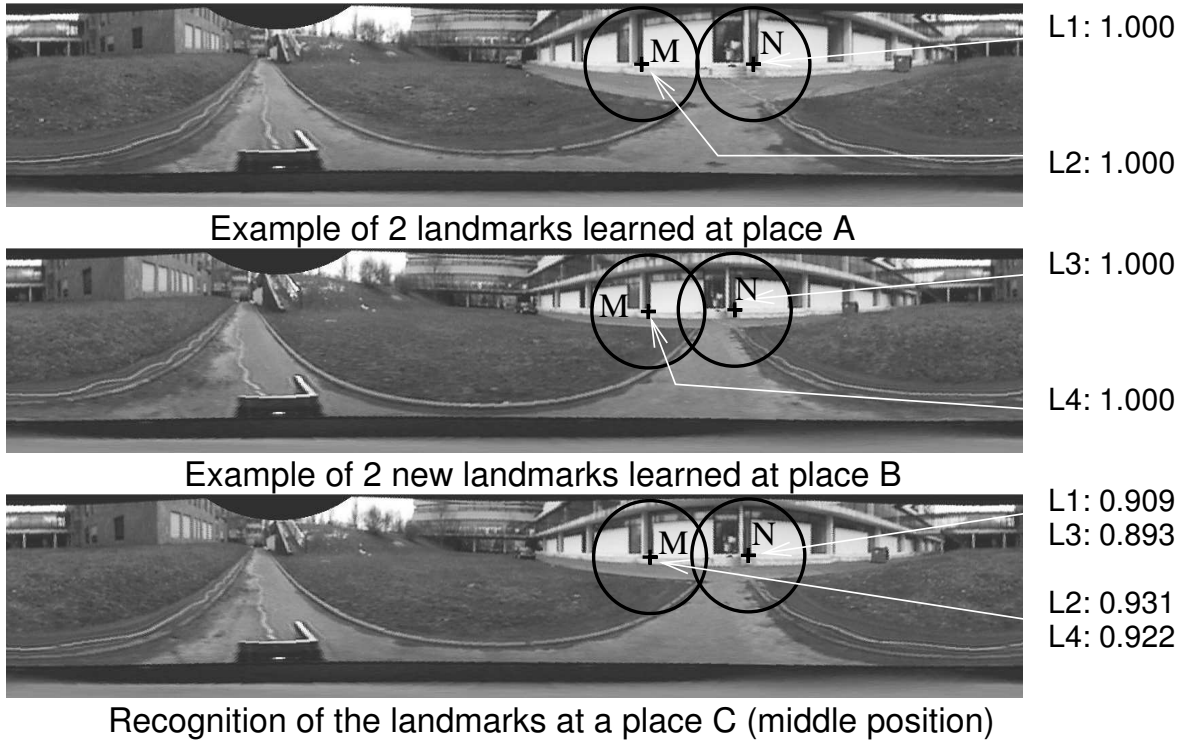 M
N
L1: 1.000
L2: 1.000
Example of 2 landmarks learned at place A
M
N
L3: 1.000
L4: 1.000
Example of 2 new landmarks learned at place B
M
N
L1: 0.909
L3: 0.893
L2: 0.931
L4: 0.922
Recognition of the landmarks at a place C (middle position)